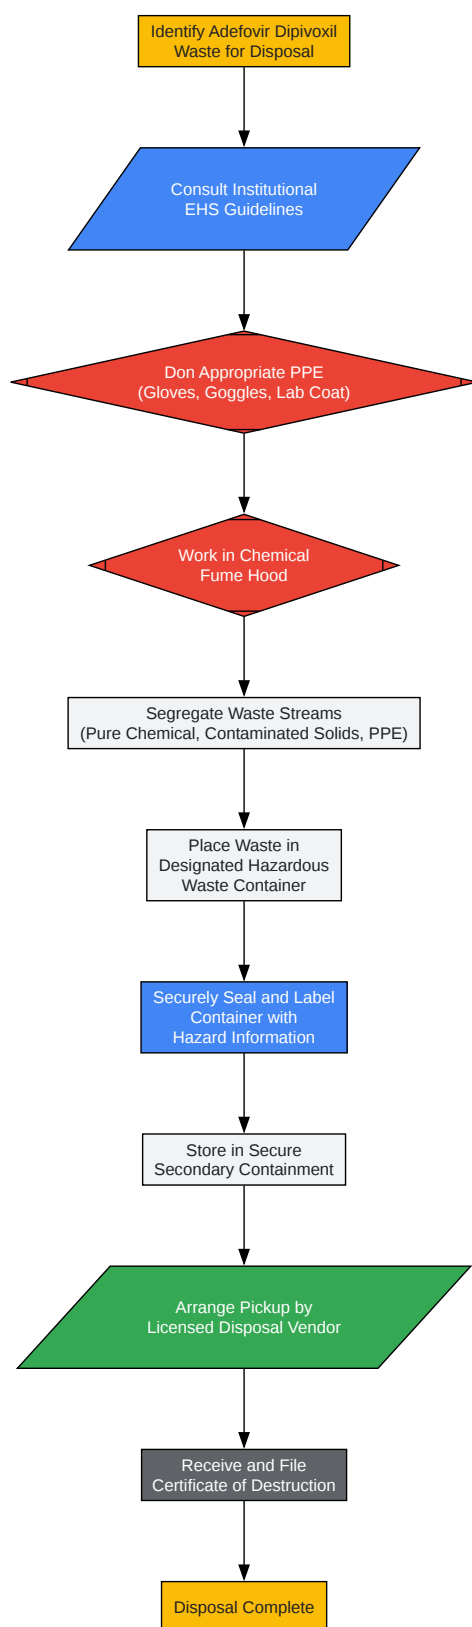 Identify Adefovir Dipivoxil
Waste for Disposal
Consult Institutional
EHS Guidelines
Don Appropriate PPE
(Gloves, Goggles, Lab Coat)
Work in Chemical
Fume Hood
Segregate Waste Streams
(Pure Chemical, Contaminated Solids, PPE)
Place Waste in
Designated Hazardous
Waste Container
Securely Seal and Label
Container with
Hazard Information
Store in Secure
Secondary Containment
Arrange Pickup by
Licensed Disposal Vendor
Receive and File
Certificate of Destruction
Disposal Complete